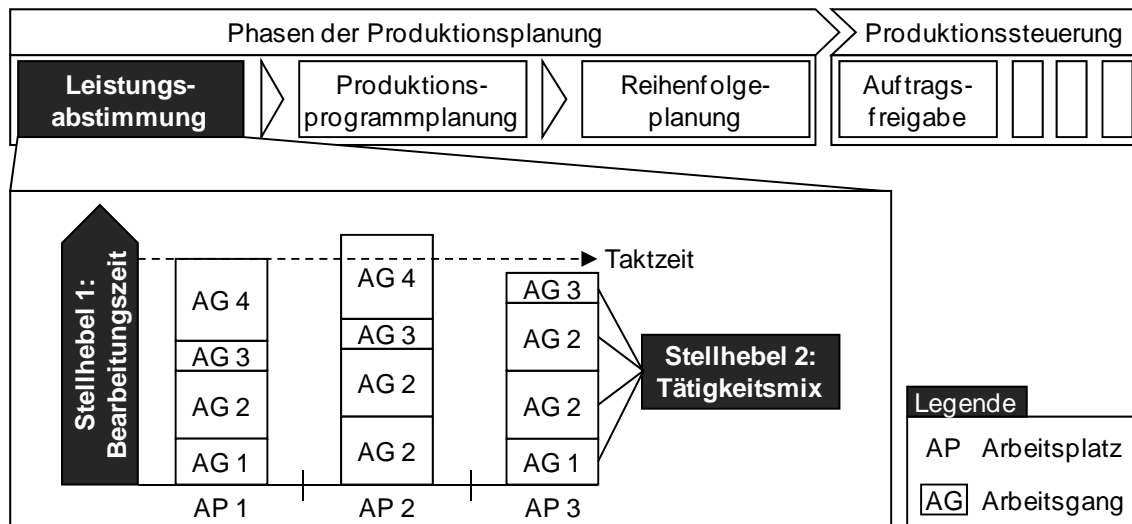 Phasen der Produktionsplanung
Produktionssteuerung
Leistungs-
abstimmung
Produktions-
programmplanung
Reihenfolge-
planung
Auftrags-
freigabe
Stellhebel 1:
Bearbeitungszeit
Taktzeit
AG 4
AG 3
AG 2
AG 1
AP 1
AG 4
AG 3
AG 2
AG 2
AP 2
AG 3
AG 2
AG 2
AG 1
AP 3
Stellhebel 2:
Tätigkeitsmix
Legende
AP Arbeitsplatz
AG Arbeitsgang